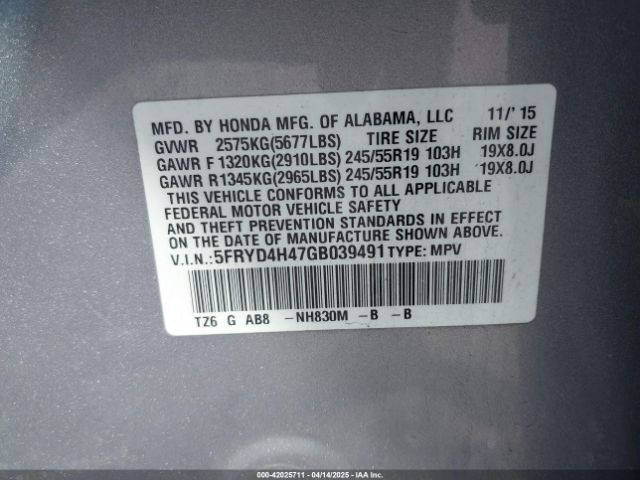 MFD. BY HONDA MFG. OF ALABAMA, LLC 11/'15
GVWR 2575KG(5677LBS) TIRE SIZE RIM SIZE
GAWR F 1320KG(2910LBS) 245/55R19 103H 19X8.0J
GAWR R1345KG(2965LBS) 245/55R19 103H 19X8.0J
THIS VEHICLE CONFORMS TO ALL APPLICABLE
FEDERAL MOTOR VEHICLE SAFETY
AND THEFT PREVENTION STANDARDS IN EFFECT
ON THE DATE OF MANUFACTURE SHOWN ABOVE.
V.I.N.:5FRYD4H47GB039491TYPE: MPV
TZ6 G AB8 -NH830M -B -B
000-42025711 | 04/14/2025 | IAA Inc.